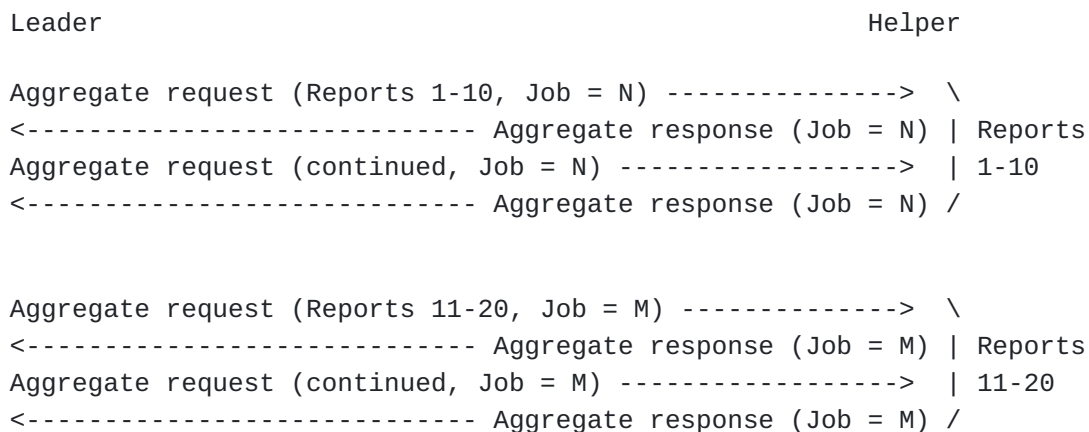 Leader                                                 Helper
Aggregate request (Reports 1-10, Job = N) --------------->  \
<----------------------------- Aggregate response (Job = N) | Reports
Aggregate request (continued, Job = N) ------------------>  | 1-10
<----------------------------- Aggregate response (Job = N) /
Aggregate request (Reports 11-20, Job = M) -------------->  \
<----------------------------- Aggregate response (Job = M) | Reports
Aggregate request (continued, Job = M) ------------------>  | 11-20
<----------------------------- Aggregate response (Job = M) /